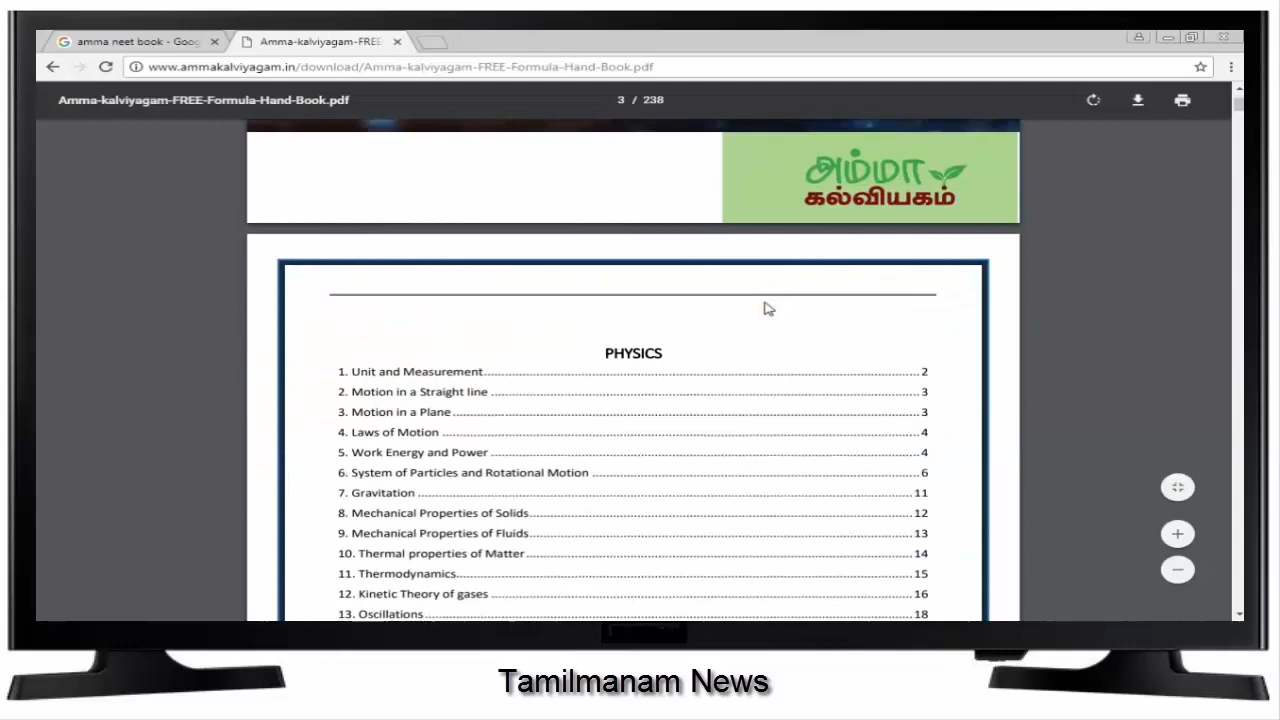 amma neet book - Goog
Amma-kalviyagam-FREE
www.ammakalviyagam.in/download/Amma-kalviyagam-FREE-Formula-Hand-Book.pdf
Amma-kalviyagam-FREE-Formula-Hand-Book.pdf
3 / 238
அம்மா
கல்வியகம்
PHYSICS
1. Unit and Measurement 2
2. Motion in a Straight line 3
3. Motion in a Plane 3
4. Laws of Motion 4
5. Work Energy and Power 4
6. System of Particles and Rotational Motion 6
7. Gravitation 11
8. Mechanical Properties of Solids 12
9. Mechanical Properties of Fluids 13
10. Thermal properties of Matter 14
11. Thermodynamics 15
12. Kinetic Theory of gases 16
13. Oscillations 18
Tamilmanam News